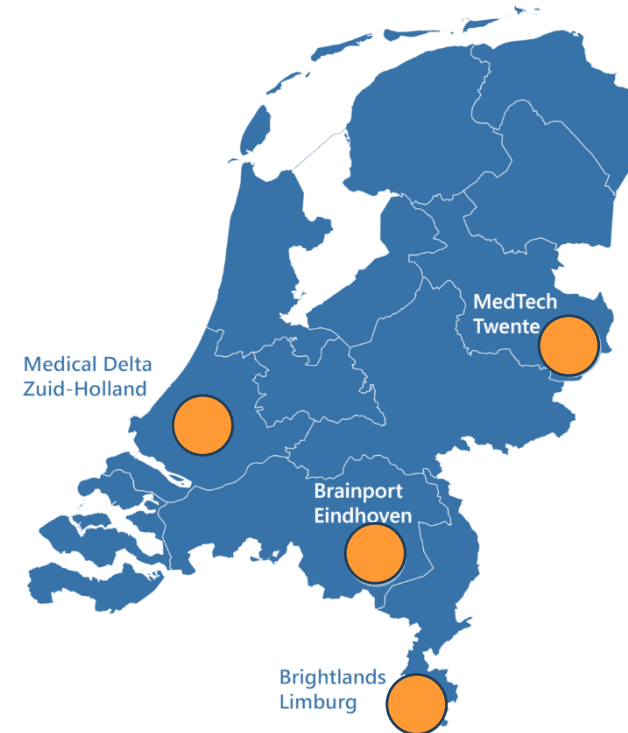 MedTech
Twente
Medical Delta
Zuid-Holland
Brainport
Eindhoven
Brightlands
Limburg